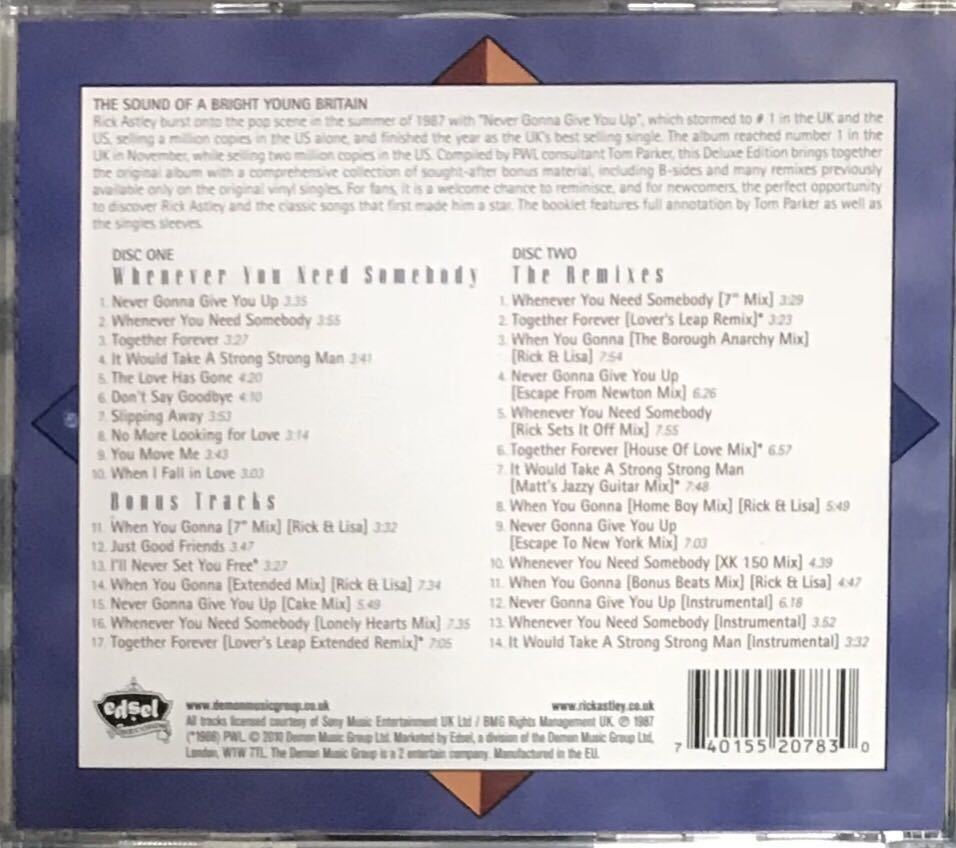 THE SOUND OF A BRIGHT YOUNG BRITAIN
Rick Astley burst onto the pop scene in the summer of 1987 with "Never Gonna Give You Up", which stormed to # 1 in the UK and the
US, selling a million copies in the US alone, and finished the year as the UK's best selling single. The album reached number 1 in the
UK in November, while selling two million copies in the US. Compiled by PWL consultant Tom Parker, this Deluxe Edition brings together
the original album with a comprehensive collection of sought-after bonus material, including B-sides and many remixes previously
available only on the original vinyl singles. For fans, it is a welcome chance to reminisce, and for newcomers, the perfect opportunity
to discover Rick Astley and the classic songs that first made him a star. The booklet features full annotation by Tom Parker as well as
the singles sleeves.
DISC ONE
Whenever You Need Somebody
1. Never Gonna Give You Up 3:35
2. Whenever You Need Somebody 3:55
3. Together Forever 3:27
4. It Would Take A Strong Strong Man 3:41
5. The Love Has Gone 4:20
6. Don't Say Goodbye 4:10
7. Slipping Away 3:53
8. No More Looking for Love 3:14
9. You Move Me 3:43
10. When I Fall in Love 3:03
Bonus Tracks
11. When You Gonna [7" Mix] [Rick & Lisa] 3:32
12. Just Good Friends 3.47
13. I'll Never Set You Free* 3:27
14. When You Gonna [Extended Mix] [Rick & Lisa] 7:34
15. Never Gonna Give You Up [Cake Mix] 5.49
16. Whenever You Need Somebody [Lonely Hearts Mix] 7.35
17. Together Forever [Lover's Leap Extended Remix]* 7:05
DISC TWO
The Remixes
1. Whenever You Need Somebody [7" Mix] 3:29
2. Together Forever [Lover's Leap Remix]* 3:23
3. When You Gonna [The Borough Anarchy Mix]
[Rick & Lisa] 7:54
4. Never Gonna Give You Up
[Escape From Newton Mix] 6.26
5. Whenever You Need Somebody
[Rick Sets It Off Mix] 7.55
6. Together Forever [House Of Love Mix]* 6.57
7. It Would Take A Strong Strong Man
[Matt's Jazzy Guitar Mix]* 7:48
8. When You Gonna [Home Boy Mix] [Rick & Lisa] 5:49
9. Never Gonna Give You Up
[Escape To New York Mix] 7.03
10. Whenever You Need Somebody [XK 150 Mix] 4.39
11. When You Gonna [Bonus Beats Mix] [Rick & Lisa] 4:47
12. Never Gonna Give You Up [Instrumental] 6.18
13. Whenever You Need Somebody [Instrumental] 3.52
14. It Would Take A Strong Strong Man [Instrumental] 3:32
edsel
www.demonmusicgroup.co.uk www.rickastley.co.uk
All tracks licensed courtesy of Sony Music Entertainment UK Ltd / BMG Rights Management UK. ℗ 1987
(*1988) PWL. © 2010 Demon Music Group Ltd. Marketed by Edsel, a division of the Demon Music Group Ltd,
London, W1W 7TL. The Demon Music Group is a 2 entertain company. Manufactured in the EU.
7 40155 20783 0